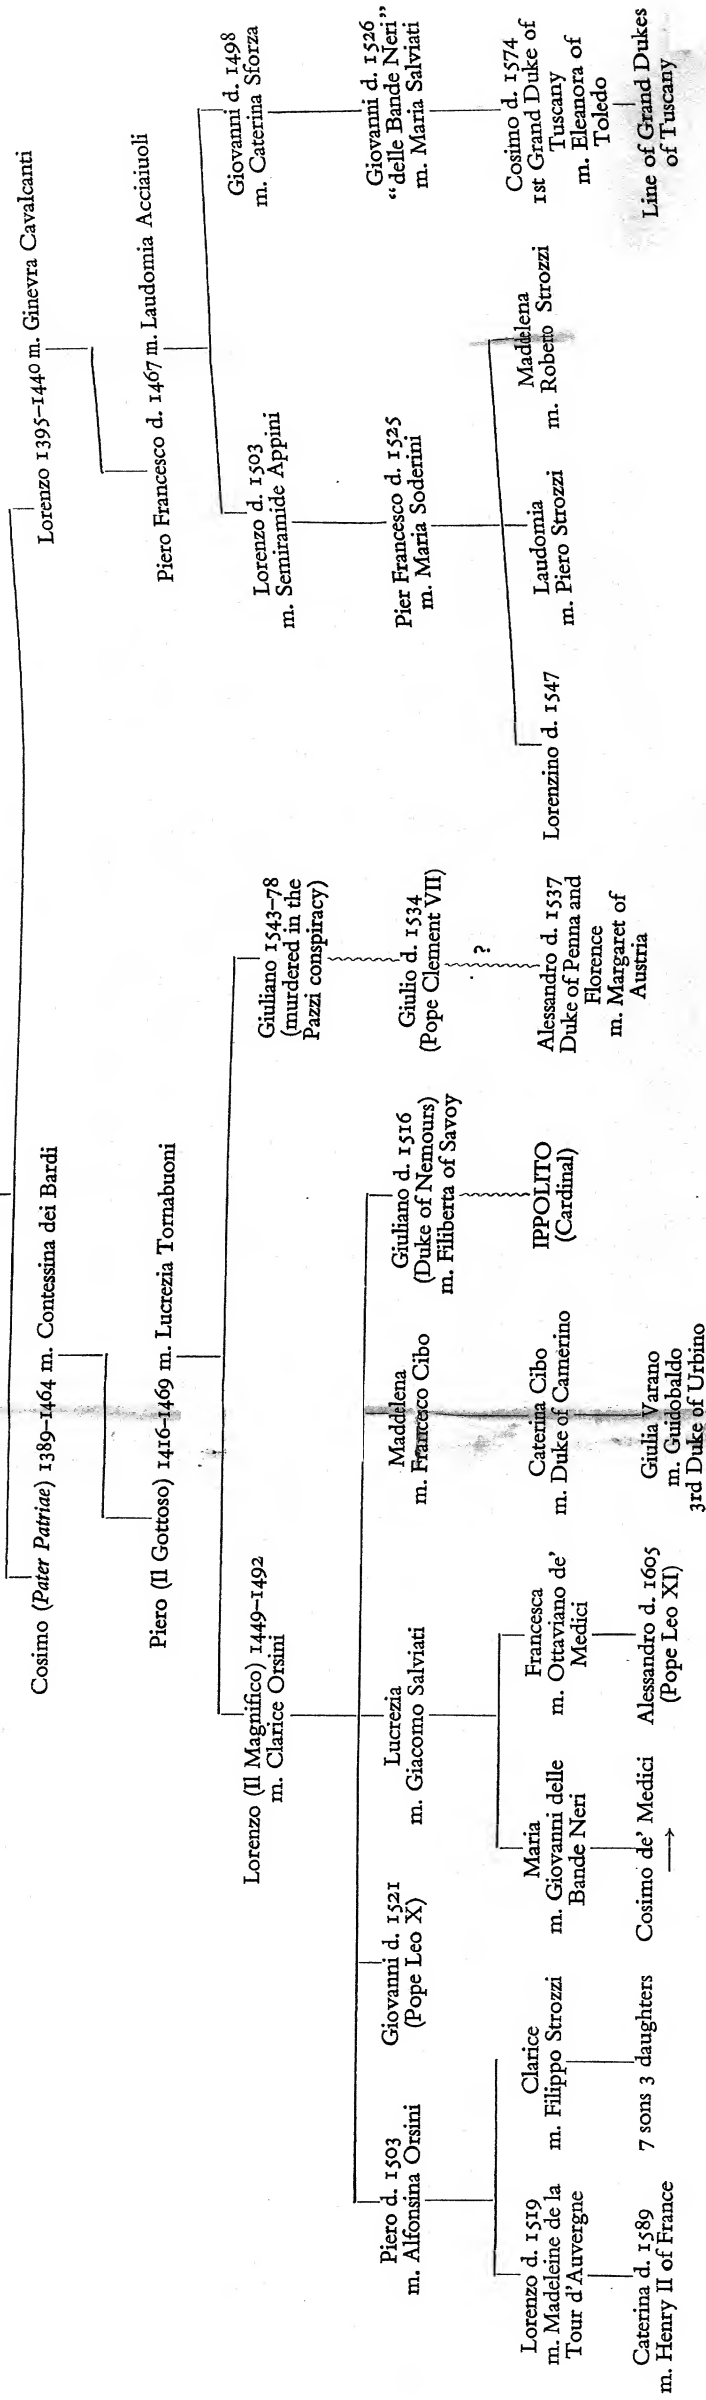 Cosimo (Pater Patriae) 1389–1464 m. Contessina dei Bardi
Lorenzo 1395–1440 m. Ginevra Cavalcanti
Piero (Il Gottoso) 1416–1469 m. Lucrezia Tornabuoni
Piero Francesco d. 1467 m. Laudomia Acciaiuoli
Lorenzo (Il Magnifico) 1449–1492
m. Clarice Orsini
Giuliano 1543–78
(murdered in the
Pazzi conspiracy)
Lorenzo d. 1503
m. Semiramide Appini
Giovanni d. 1498
m. Caterina Sforza
Piero d. 1503
m. Alfonsina Orsini
Giovanni d. 1521
(Pope Leo X)
Lucrezia
m. Giacomo Salviati
Maddelena
m. Francesco Cibo
Giuliano d. 1516
(Duke of Nemours)
m. Filiberta of Savoy
Giulio d. 1534
(Pope Clement VII)
Pier Francesco d. 1525
m. Maria Soderini
Giovanni d. 1526
“delle Bande Neri”
m. Maria Salviati
?
Lorenzo d. 1519
m. Madeleine de la
Tour d'Auvergne
Clarice
m. Filippo Strozzi
Maria
m. Giovanni delle
Bande Neri
Francesca
m. Ottaviano de'
Medici
Caterina Cibo
m. Duke of Camerino
IPPOLITO
(Cardinal)
Alessandro d. 1537
Duke of Penna and
Florence
m. Margaret of
Austria
Lorenzino d. 1547
Laudomia
m. Piero Strozzi
Maddelena
m. Roberto Strozzi
Cosimo d. 1574
1st Grand Duke of
Tuscany
m. Eleanora of
Toledo
Caterina d. 1589
m. Henry II of France
7 sons 3 daughters
Cosimo de' Medici
→
Alessandro d. 1605
(Pope Leo XI)
Giulia Varano
m. Guidobaldo
3rd Duke of Urbino
Line of Grand Dukes
of Tuscany